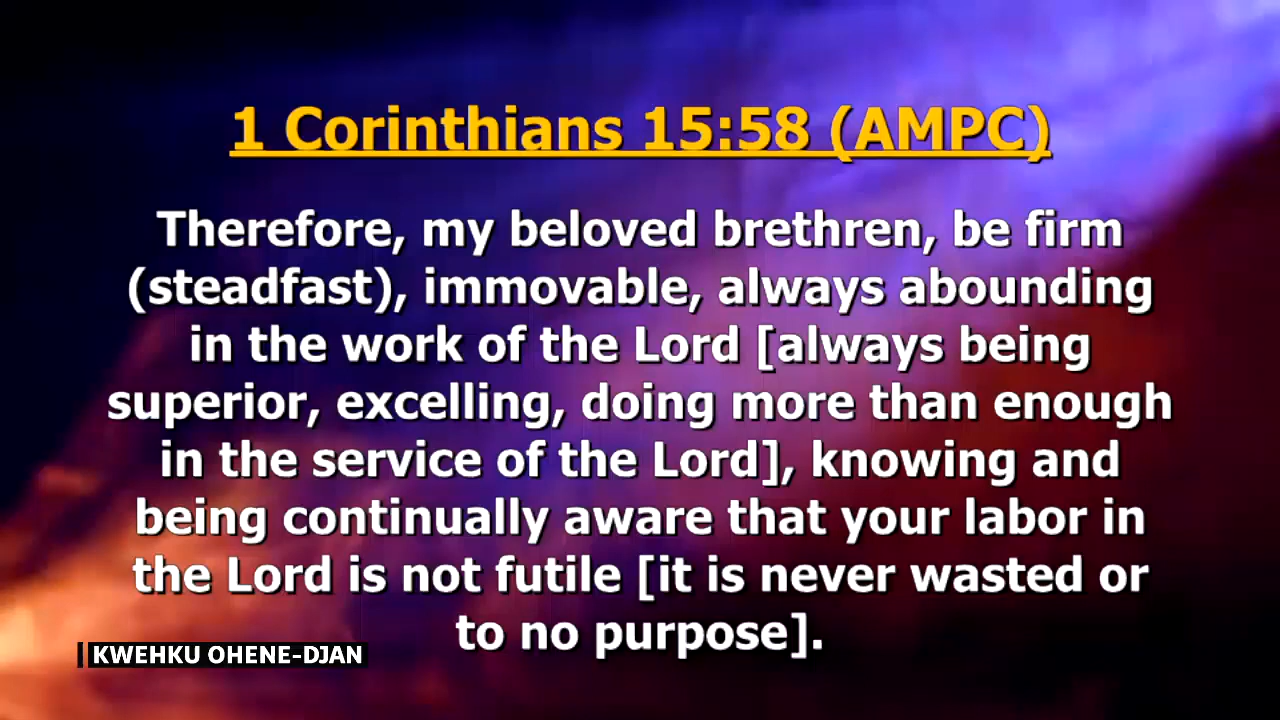 1 Corinthians 15:58 (AMPC)
Therefore, my beloved brethren, be firm
(steadfast), immovable, always abounding
in the work of the Lord [always being
superior, excelling, doing more than enough
in the service of the Lord], knowing and
being continually aware that your labor in
the Lord is not futile [it is never wasted or
to no purpose].
KWEHKU OHENE-DJAN